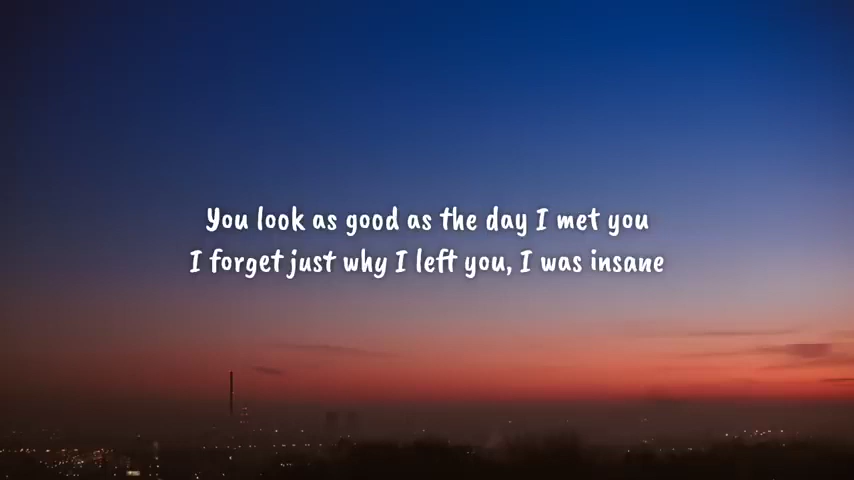 You look as good as the day I met you
I forget just why I left you, I was insane